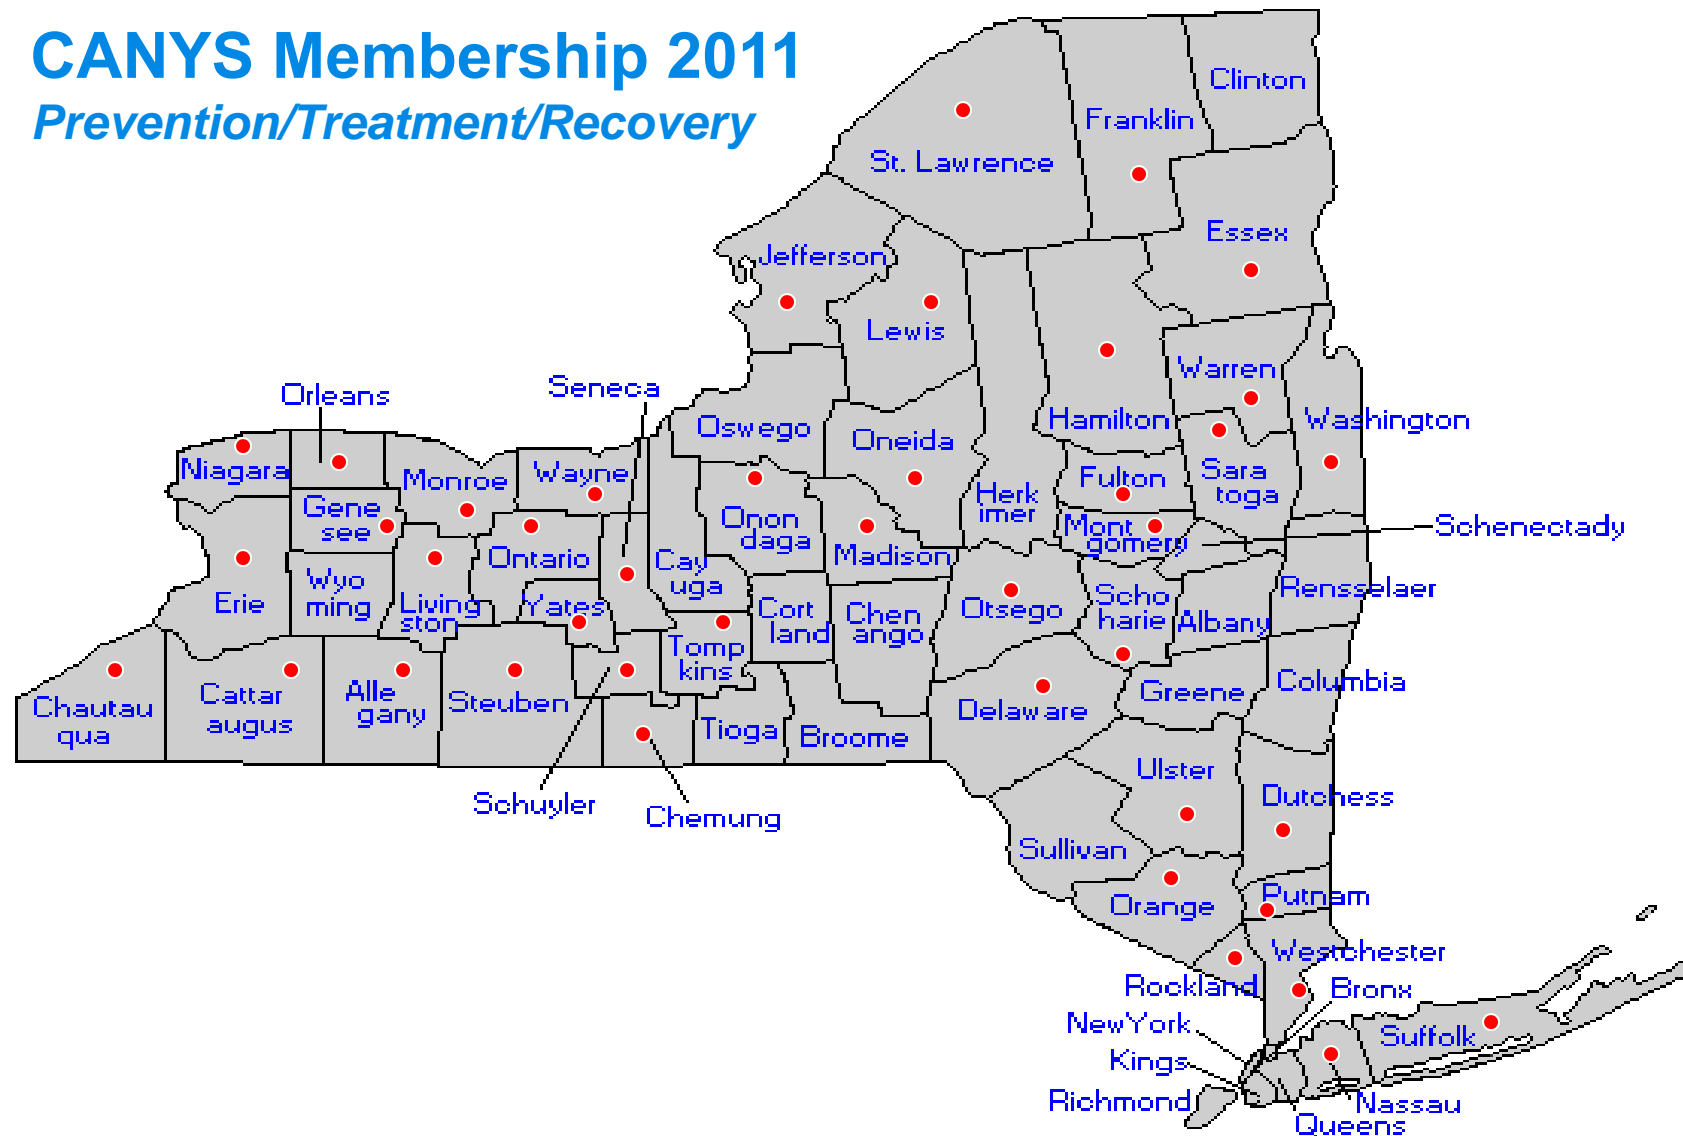 CANYS Membership 2011
Prevention/Treatment/Recovery
Clinton
Franklin
St. Lawrence
Essex
Jefferson
Lewis
Warren
Seneca
Orleans
Hamilton
Washington
Oswego
Oneida
Niagara
Monroe
Wayne
Fulton
Sara
toga
Herk
imer
Gene
see
Onon
daga
Mont
gomery
Schenectady
Ontario
Cay
uga
Madison
Wyo
ming
Erie
Living
ston
Yates
Cort
land
Chen
ango
Otsego
Scho
harie
Albany
Rensselaer
Tomp
kins
Chautau
qua
Cattar
augus
Alle
gany
Steuben
Tioga
Broome
Delaware
Greene
Columbia
Schuyler
Chemung
Ulster
Dutchess
Sullivan
Orange
Putnam
Westchester
Rockland
Bronx
NewYork
Suffolk
Kings
Richmond
Nassau
Queens